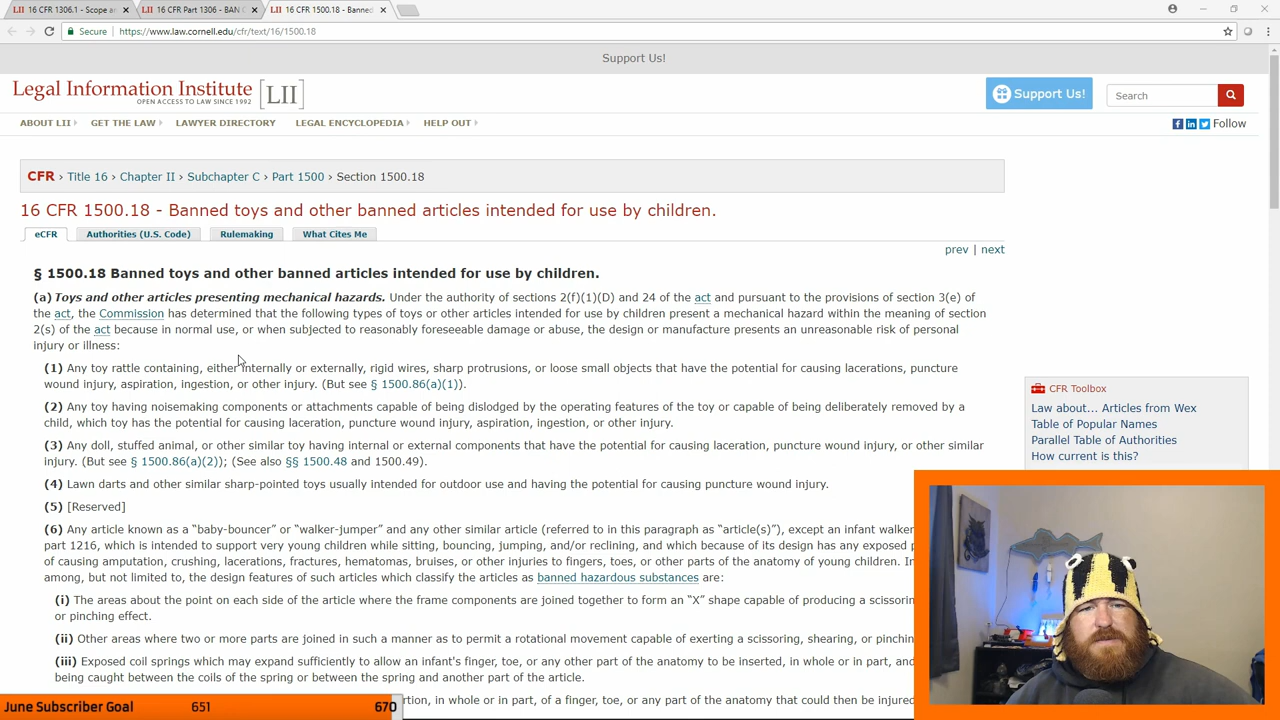 16 CFR 1306.1 - Scope a
16 CFR Part 1306 - BAN
16 CFR 1500.18 - Banned
Secure
https://www.law.cornell.edu/cfr/text/16/1500.18
Support Us!
Legal Information Institute [LII]
OPEN ACCESS TO LAW SINCE 1992
Support Us!
Search
ABOUT LII GET THE LAW LAWYER DIRECTORY LEGAL ENCYCLOPEDIA HELP OUT
Follow
CFR › Title 16 › Chapter II › Subchapter C › Part 1500 › Section 1500.18
16 CFR 1500.18 - Banned toys and other banned articles intended for use by children.
eCFR Authorities (U.S. Code) Rulemaking What Cites Me
prev | next
§ 1500.18 Banned toys and other banned articles intended for use by children.
(a) Toys and other articles presenting mechanical hazards. Under the authority of sections 2(f)(1)(D) and 24 of the act and pursuant to the provisions of section 3(e) of
the act, the Commission has determined that the following types of toys or other articles intended for use by children present a mechanical hazard within the meaning of section
2(s) of the act because in normal use, or when subjected to reasonably foreseeable damage or abuse, the design or manufacture presents an unreasonable risk of personal
injury or illness:
(1) Any toy rattle containing, either internally or externally, rigid wires, sharp protrusions, or loose small objects that have the potential for causing lacerations, puncture
wound injury, aspiration, ingestion, or other injury. (But see § 1500.86(a)(1)).
(2) Any toy having noisemaking components or attachments capable of being dislodged by the operating features of the toy or capable of being deliberately removed by a
child, which toy has the potential for causing laceration, puncture wound injury, aspiration, ingestion, or other injury.
(3) Any doll, stuffed animal, or other similar toy having internal or external components that have the potential for causing laceration, puncture wound injury, or other similar
injury. (But see § 1500.86(a)(2)); (See also §§ 1500.48 and 1500.49).
(4) Lawn darts and other similar sharp-pointed toys usually intended for outdoor use and having the potential for causing puncture wound injury.
(5) [Reserved]
(6) Any article known as a “baby-bouncer” or “walker-jumper” and any other similar article (referred to in this paragraph as “article(s)”), except an infant walker
part 1216, which is intended to support very young children while sitting, bouncing, jumping, and/or reclining, and which because of its design has any exposed
of causing amputation, crushing, lacerations, fractures, hematomas, bruises, or other injuries to fingers, toes, or other parts of the anatomy of young children. In
among, but not limited to, the design features of such articles which classify the articles as banned hazardous substances are:
(i) The areas about the point on each side of the article where the frame components are joined together to form an “X” shape capable of producing a scissoring
or pinching effect.
(ii) Other areas where two or more parts are joined in such a manner as to permit a rotational movement capable of exerting a scissoring, shearing, or pinching
(iii) Exposed coil springs which may expand sufficiently to allow an infant's finger, toe, or any other part of the anatomy to be inserted, in whole or in part, and
being caught between the coils of the spring or between the spring and another part of the article.
in whole or in part, of a finger, toe, or any part of the anatomy that could then be injured
CFR Toolbox
Law about... Articles from Wex
Table of Popular Names
Parallel Table of Authorities
How current is this?
June Subscriber Goal 651 670